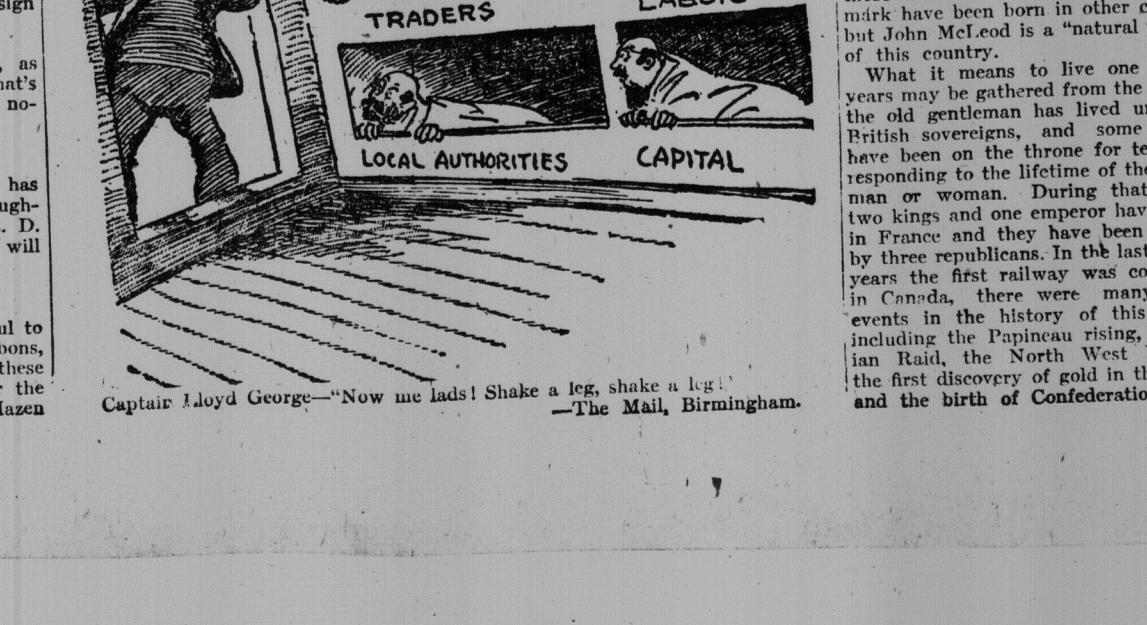 sign
, as
hat's
no-
has
ough-
. D.
will
ul to
bons,
these
the
Hazen
TRADERS
LOCAL AUTHORITIES
CAPITAL
Captain Lloyd George—"Now me lads! Shake a leg, shake a leg!"
—The Mail, Birmingham.
mark have been born in other c
but John McLeod is a "natural
of this country.
What it means to live one
years may be gathered from the
the old gentleman has lived u
British sovereigns, and some
have been on the throne for te
responding to the lifetime of the
man or woman. During that
two kings and one emperor hav
in France and they have been
by three republicans. In the last
years the first railway was co
in Canada, there were many
events in the history of this
including the Papineau rising,
ian Raid, the North West
the first discovery of gold in th
and the birth of Confederatio